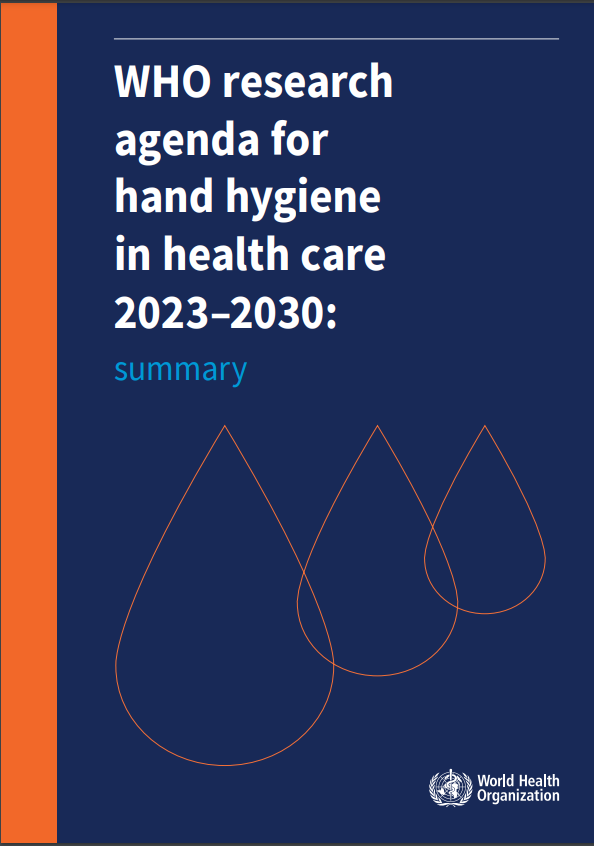 WHO research
agenda for
hand hygiene
in health care
2023–2030:
summary
World Health
Organization